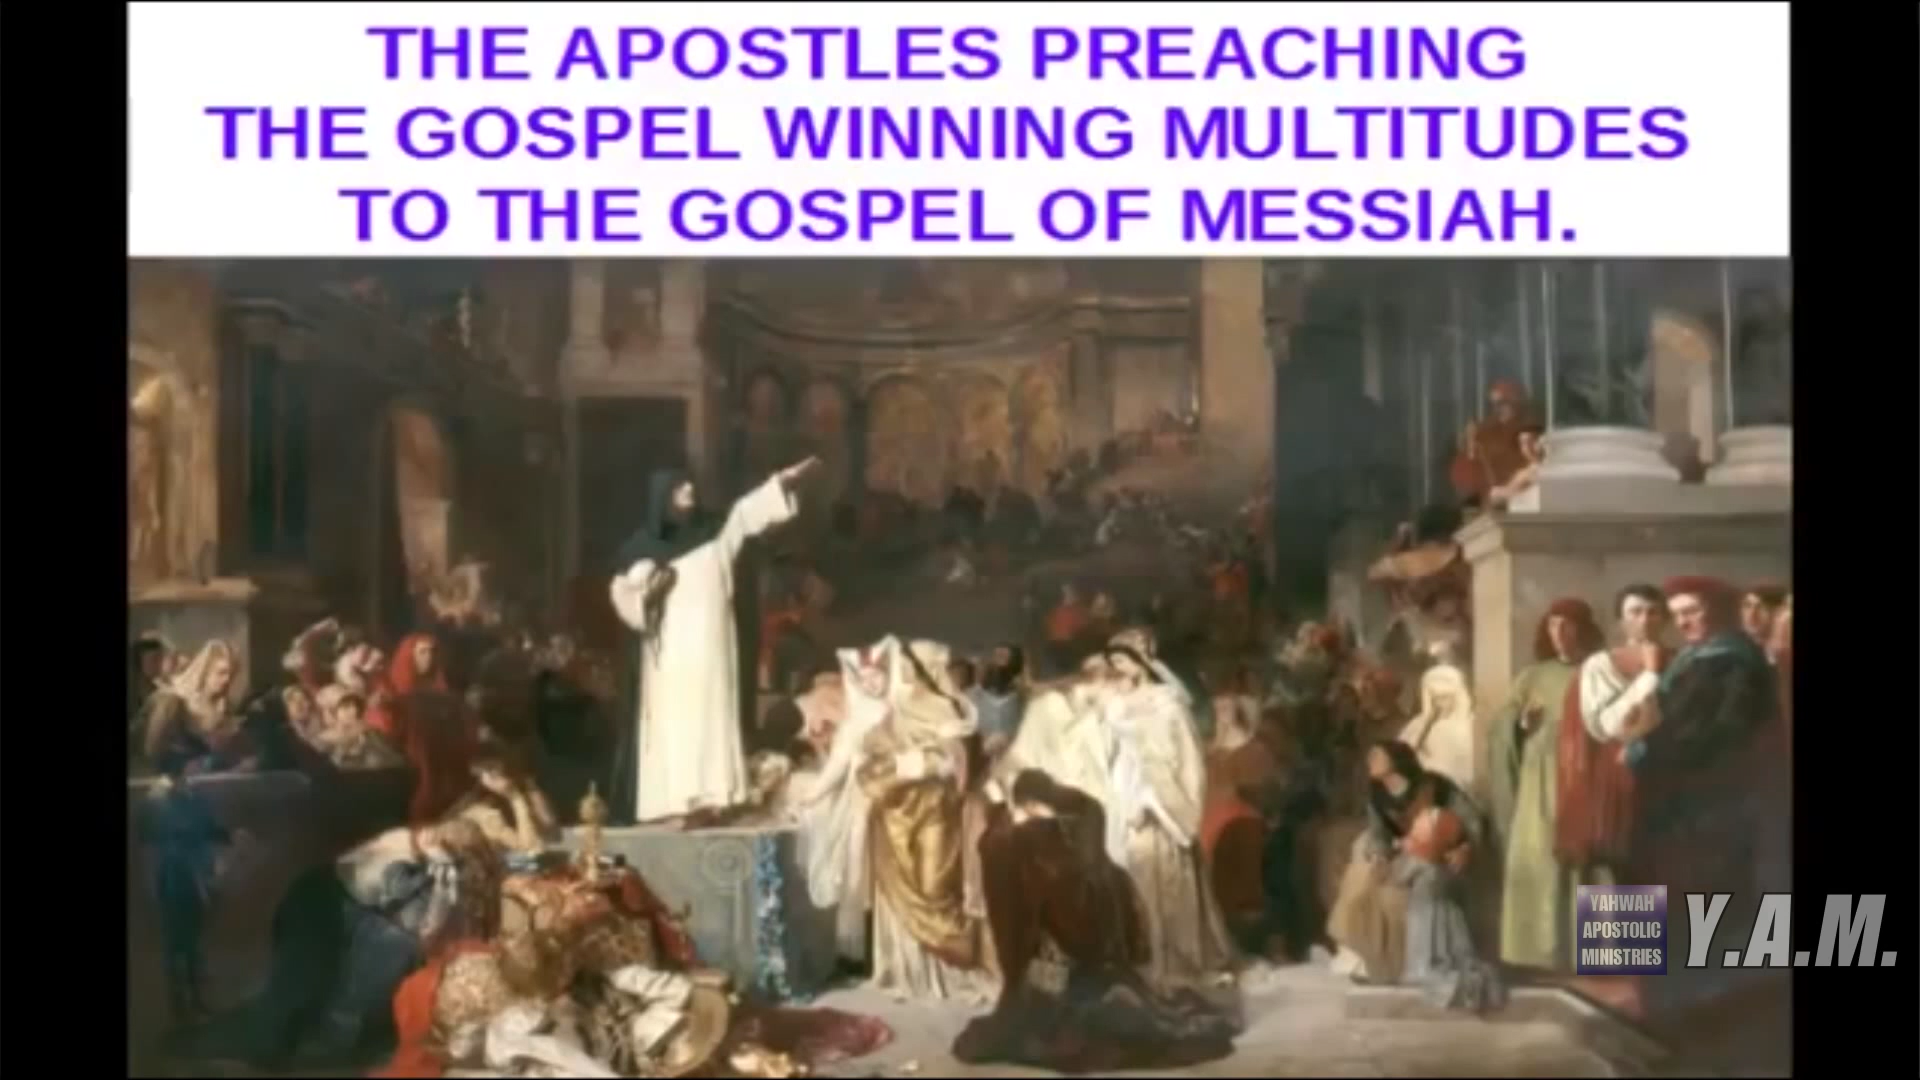 THE APOSTLES PREACHING
THE GOSPEL WINNING MULTITUDES
TO THE GOSPEL OF MESSIAH.
YAHWAH
APOSTOLIC
MINISTRIES
Y.A.M.